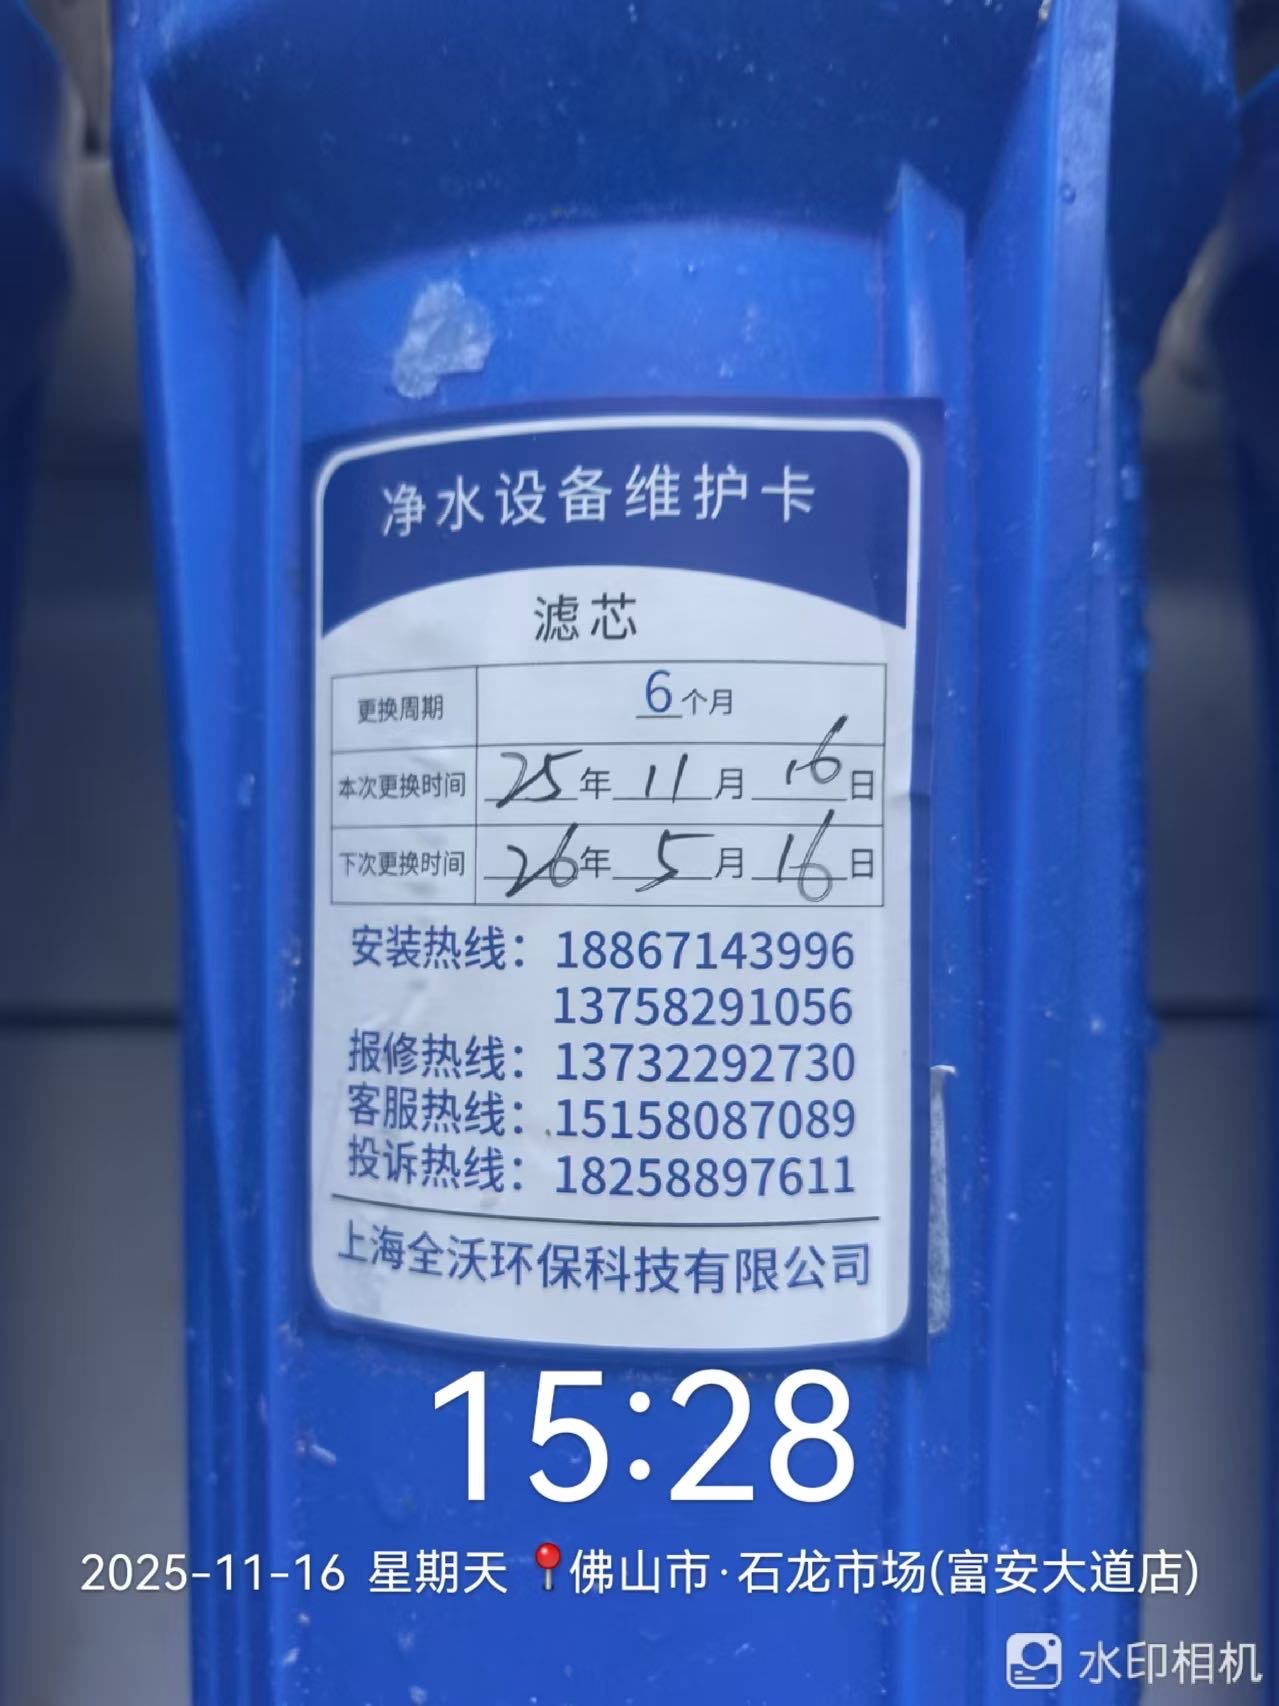 净水设备维护卡
滤芯
更换周期 6个月
本次更换时间 25年11月16日
下次更换时间 26年5月16日
安装热线：18867143996
13758291056
报修热线：13732292730
客服热线：15158087089
投诉热线：18258897611
上海全沃环保科技有限公司
15:28
2025-11-16 星期天 📍佛山市·石龙市场(富安大道店)
水印相机